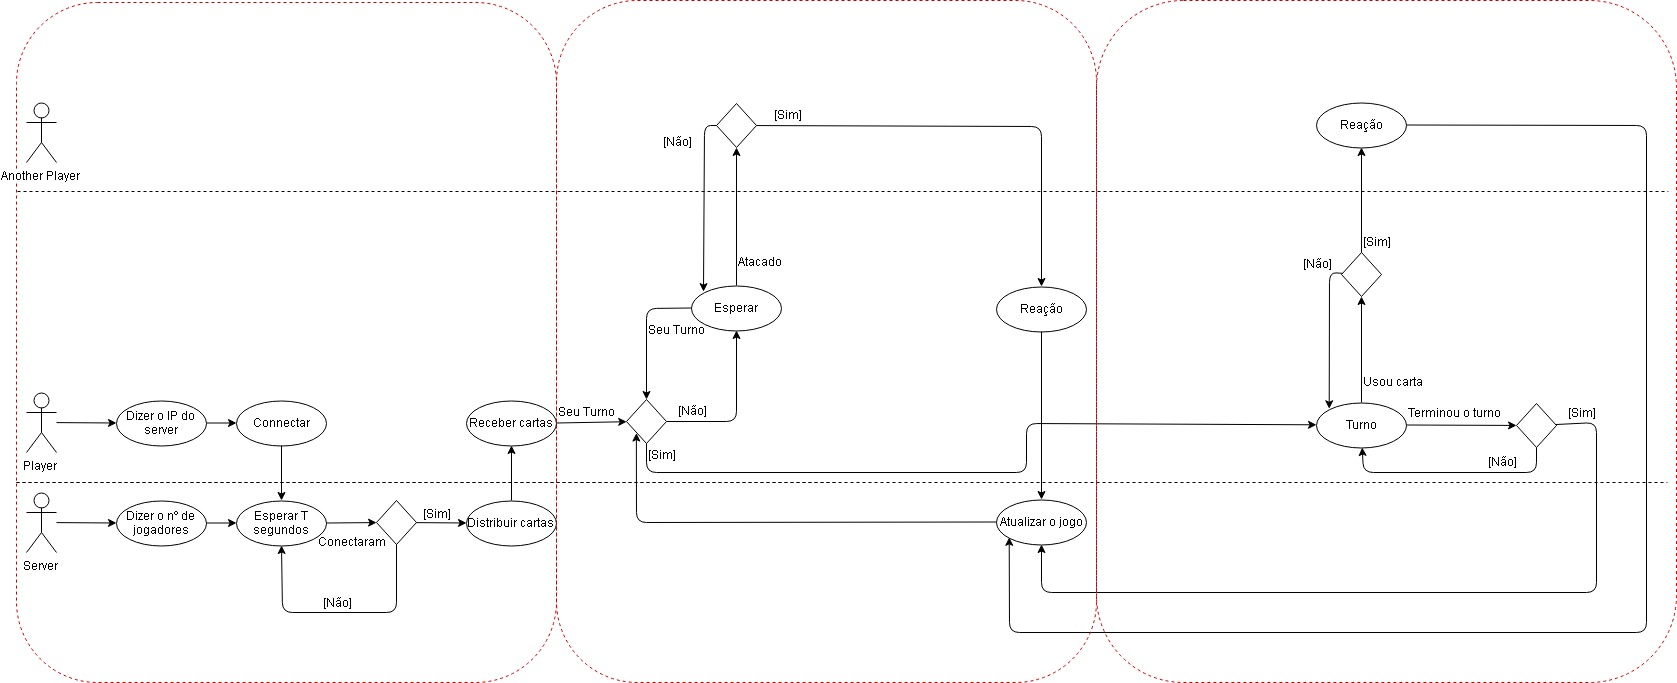 [Sim]
Reação
[Não]
Another Player
[Sim]
Atacado
[Não]
Esperar
Reação
Seu Turno
Usou carta
Seu Turno
[Não]
Terminou o turno
[Sim]
Dizer o IP do
server
Connectar
Receber cartas
Turno
[Sim]
[Não]
Player
Dizer o nº de
jogadores
Esperar T
segundos
[Sim]
Distribuir cartas
Atualizar o jogo
Conectaram
Server
[Não]